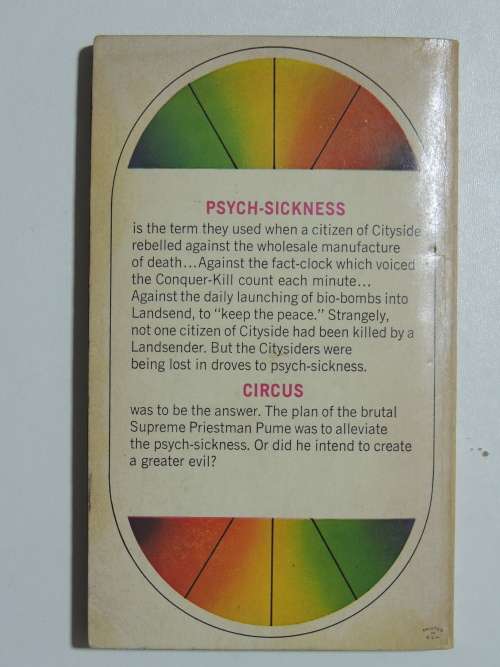 PSYCH-SICKNESS
is the term they used when a citizen of Cityside
rebelled against the wholesale manufacture
of death...Against the fact-clock which voiced
the Conquer-Kill count each minute...
Against the daily launching of bio-bombs into
Landsend, to “keep the peace.” Strangely,
not one citizen of Cityside had been killed by a
Landsender. But the Citysiders were
being lost in droves to psych-sickness.
CIRCUS
was to be the answer. The plan of the brutal
Supreme Priestman Pume was to alleviate
the psych-sickness. Or did he intend to create
a greater evil?
PRINTED
IN
U.S.A.